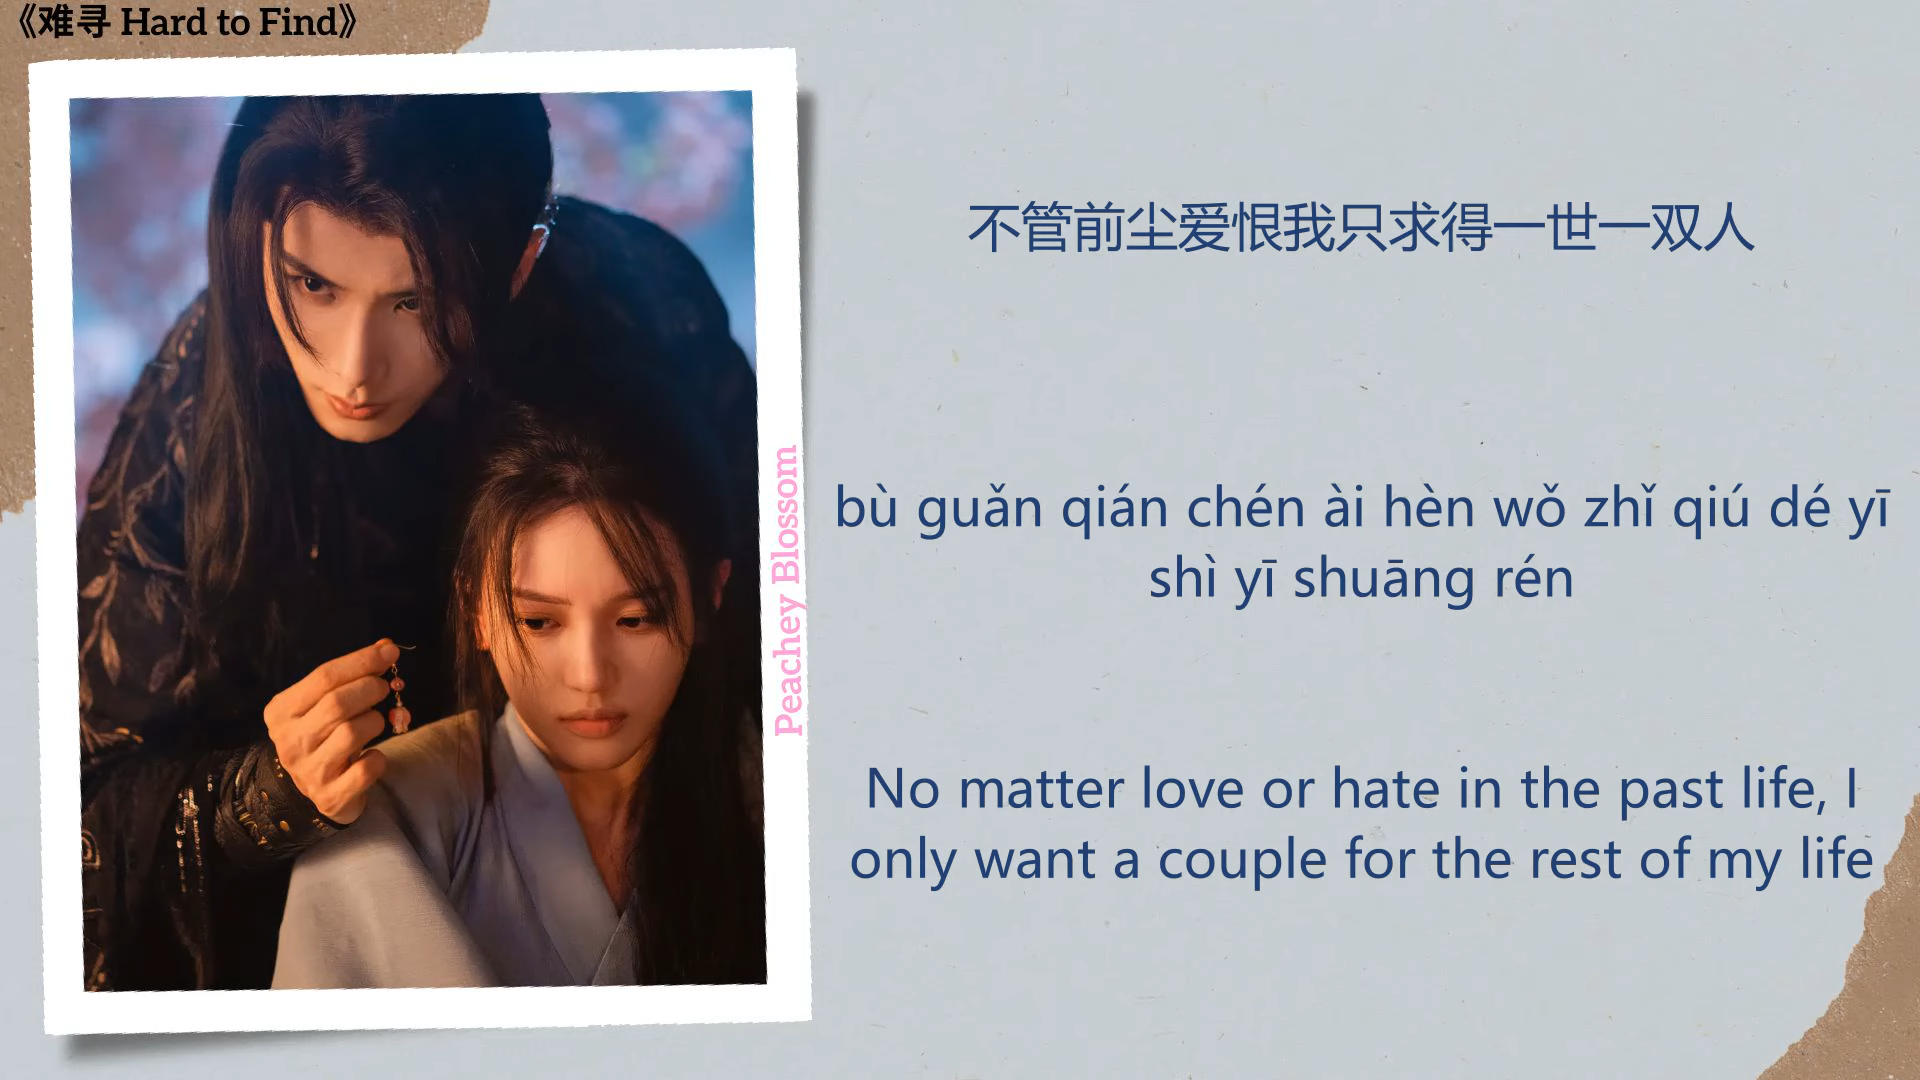 《难寻 Hard to Find》
不管前尘爱恨我只求得一世一双人
Peachey Blossom
bù guǎn qián chén ài hèn wǒ zhǐ qiú dé yī
shì yī shuāng rén
No matter love or hate in the past life, I
only want a couple for the rest of my life